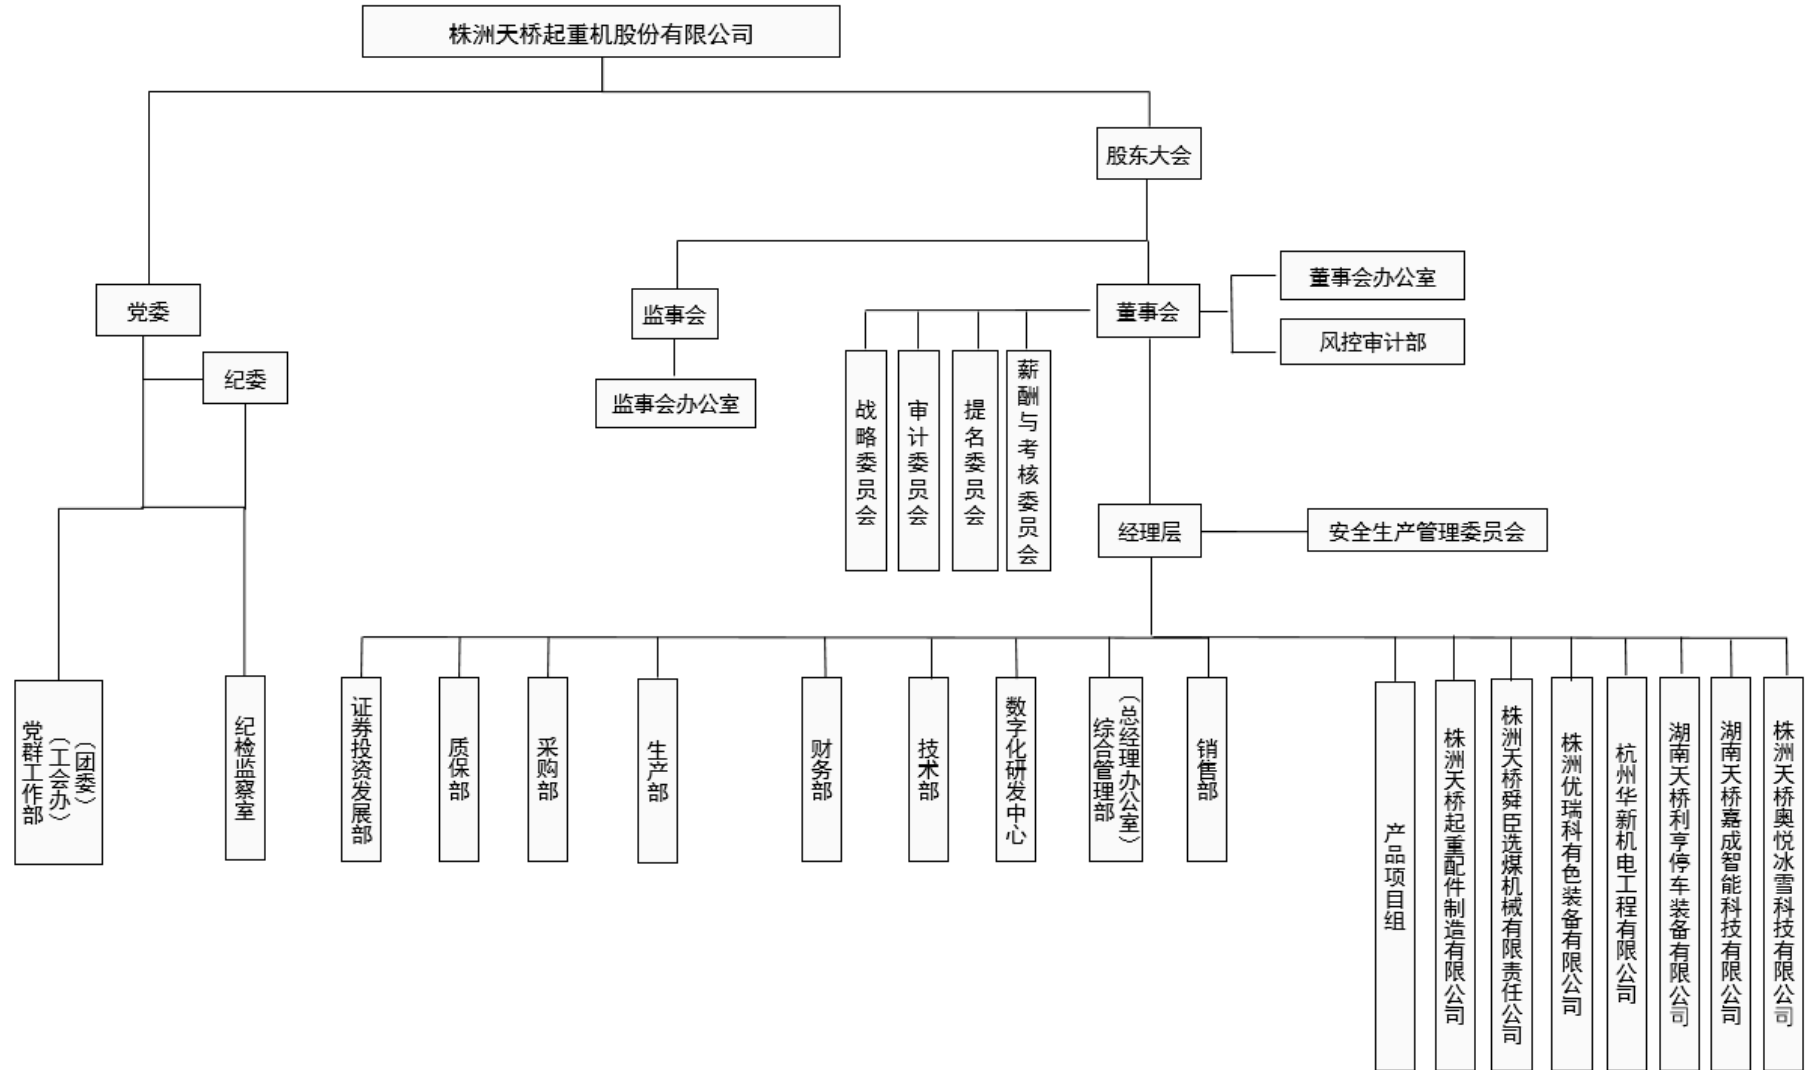 株洲天桥起重机股份有限公司
股东大会
党委
纪委
监事会
监事会办公室
董事会
董事会办公室
风控审计部
战略委员会
审计委员会
提名委员会
薪酬与考核委员会
经理层
安全生产管理委员会
党群工作部
（工会办）
（团委）
纪检监察室
证券投资发展部
质保部
采购部
生产部
财务部
技术部
数字化研发中心
综合管理部
（总经理办公室）
销售部
产品项目组
株洲天桥起重配件制造有限公司
株洲天桥舜臣选煤机械有限责任公司
株洲优瑞科有色装备有限公司
杭州华新机电工程有限公司
湖南天桥利亨停车装备有限公司
湖南天桥嘉成智能科技有限公司
株洲天桥奥悦冰雪科技有限公司